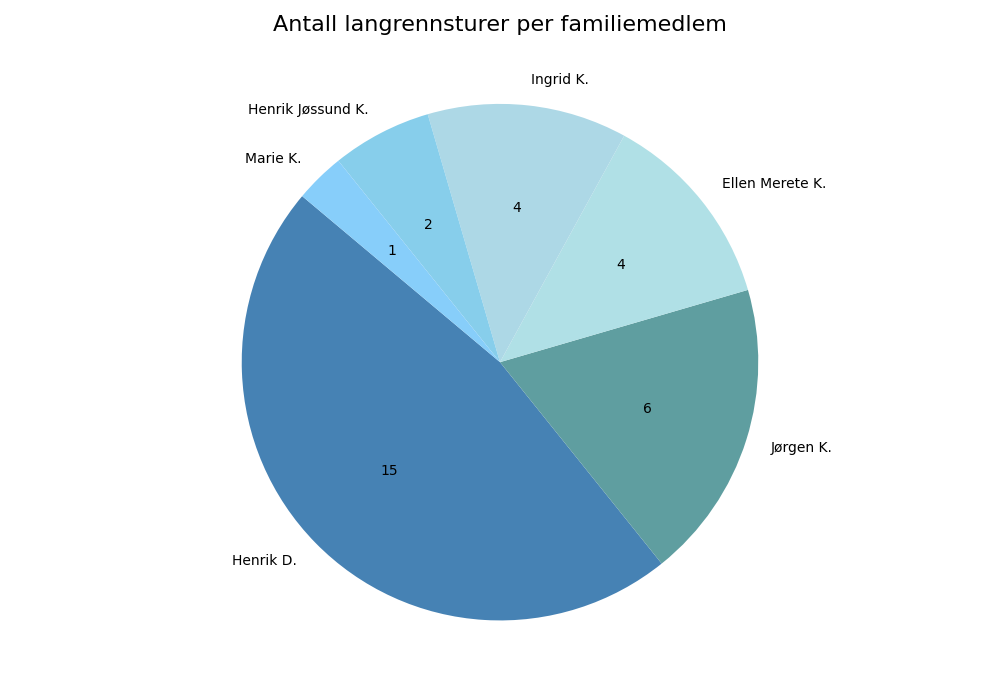 Antall langrennsturer per familiemedlem
Ingrid K.
Henrik Jøssund K.
Marie K.
Ellen Merete K.
4
2
1
4
6
Jørgen K.
15
Henrik D.